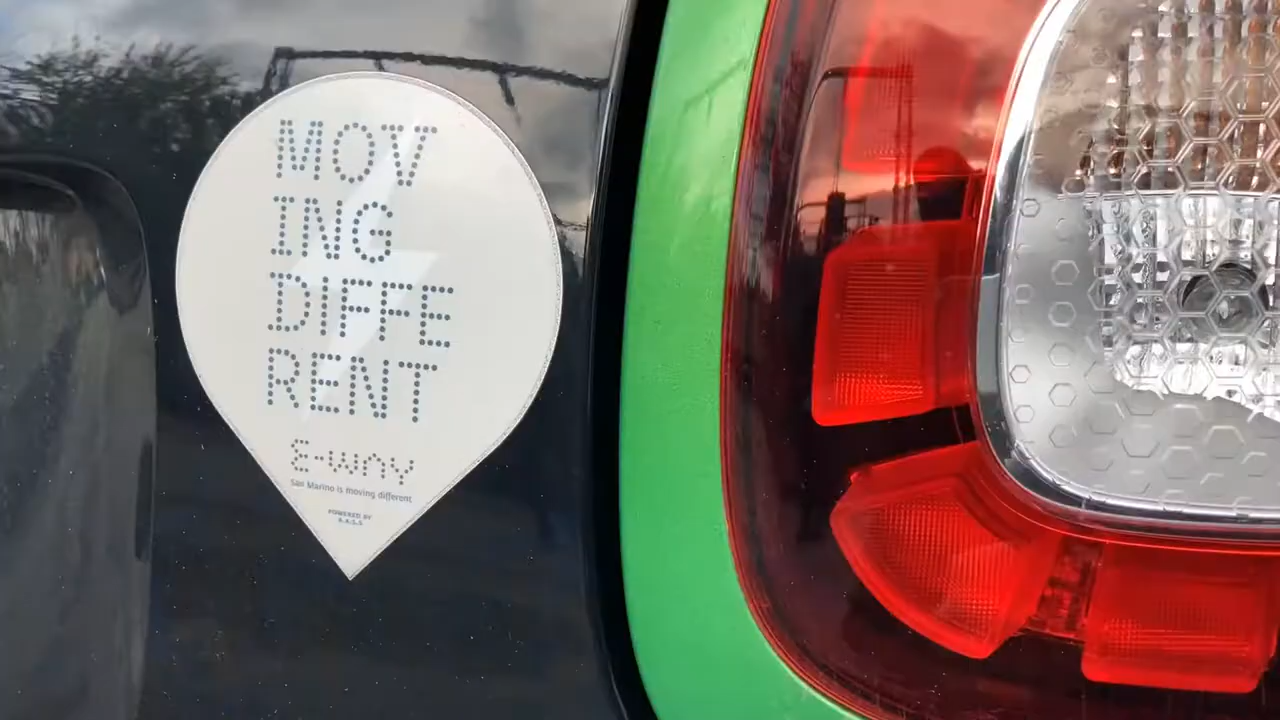 MOV
ING
DIFFE
RENT
E-WAY
San Marino is moving different
POWERED BY
A.A.S.S